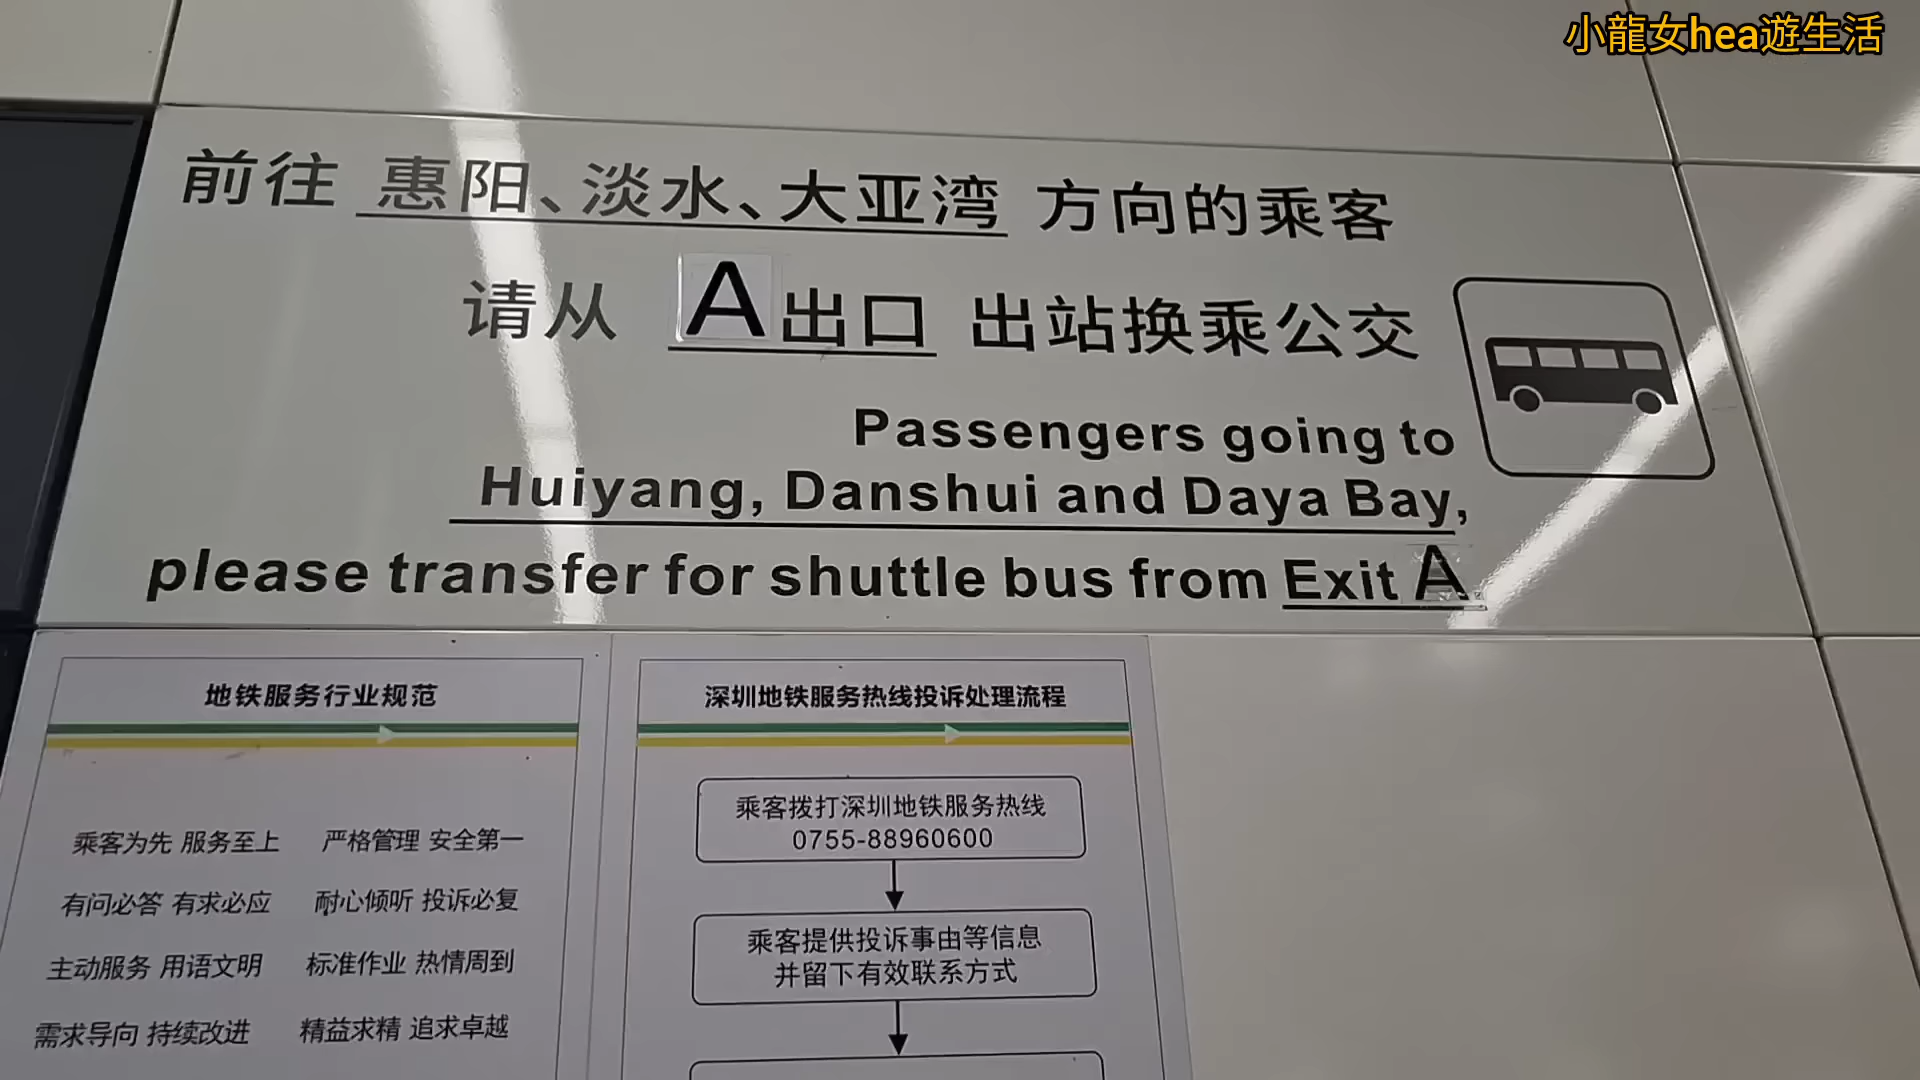 小龍女hea遊生活
前往 惠阳、淡水、大亚湾 方向的乘客
请从 A出口 出站换乘公交
Passengers going to
Huiyang, Danshui and Daya Bay,
please transfer for shuttle bus from Exit A.
地铁服务行业规范
乘客为先 服务至上 严格管理 安全第一
有问必答 有求必应 耐心倾听 投诉必复
主动服务 用语文明 标准作业 热情周到
需求导向 持续改进 精益求精 追求卓越
深圳地铁服务热线投诉处理流程
乘客拨打深圳地铁服务热线
0755-88960600
乘客提供投诉事由等信息
并留下有效联系方式